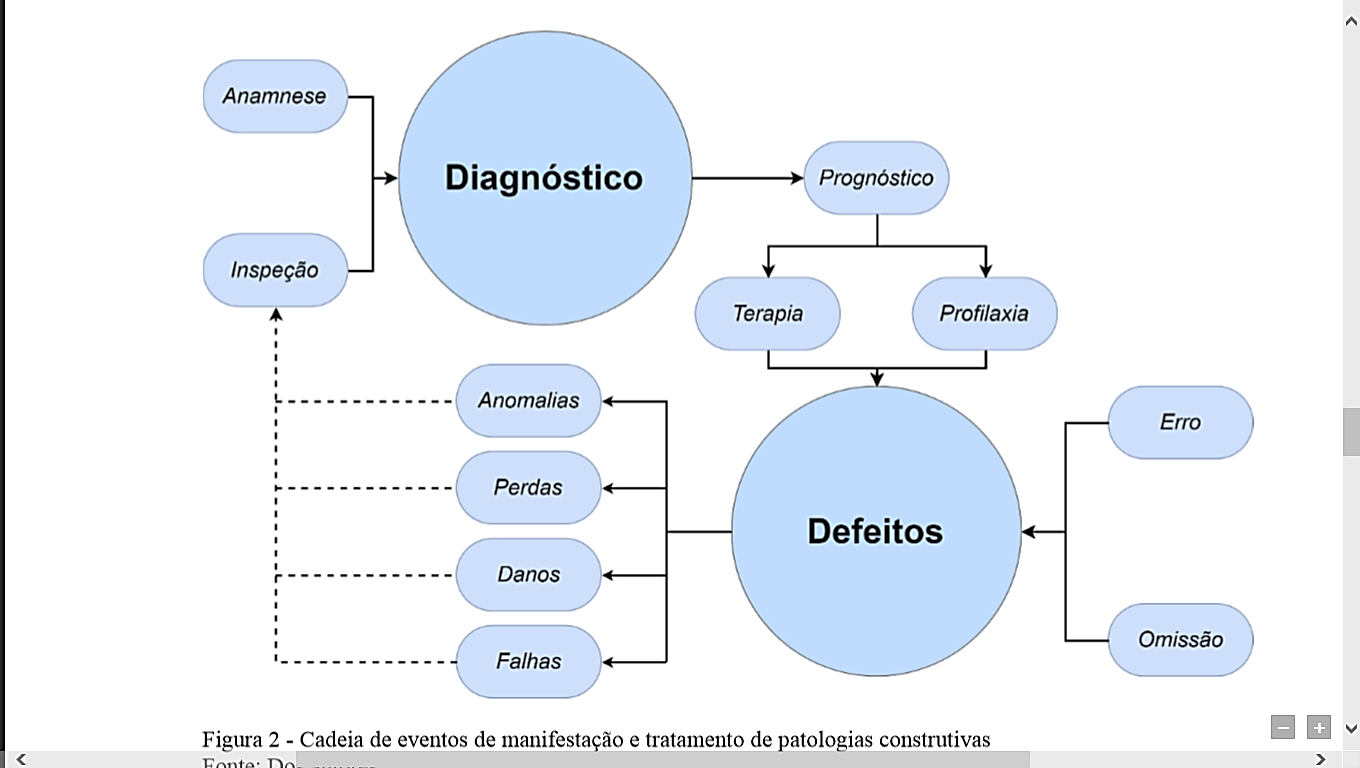 Anamnese
Diagnóstico
Prognóstico
Inspeção
Terapia
Profilaxia
Anomalias
Perdas
Danos
Falhas
Defeitos
Erro
Omissão
Figura 2 - Cadeia de eventos de manifestação e tratamento de patologias construtivas
Fonte: